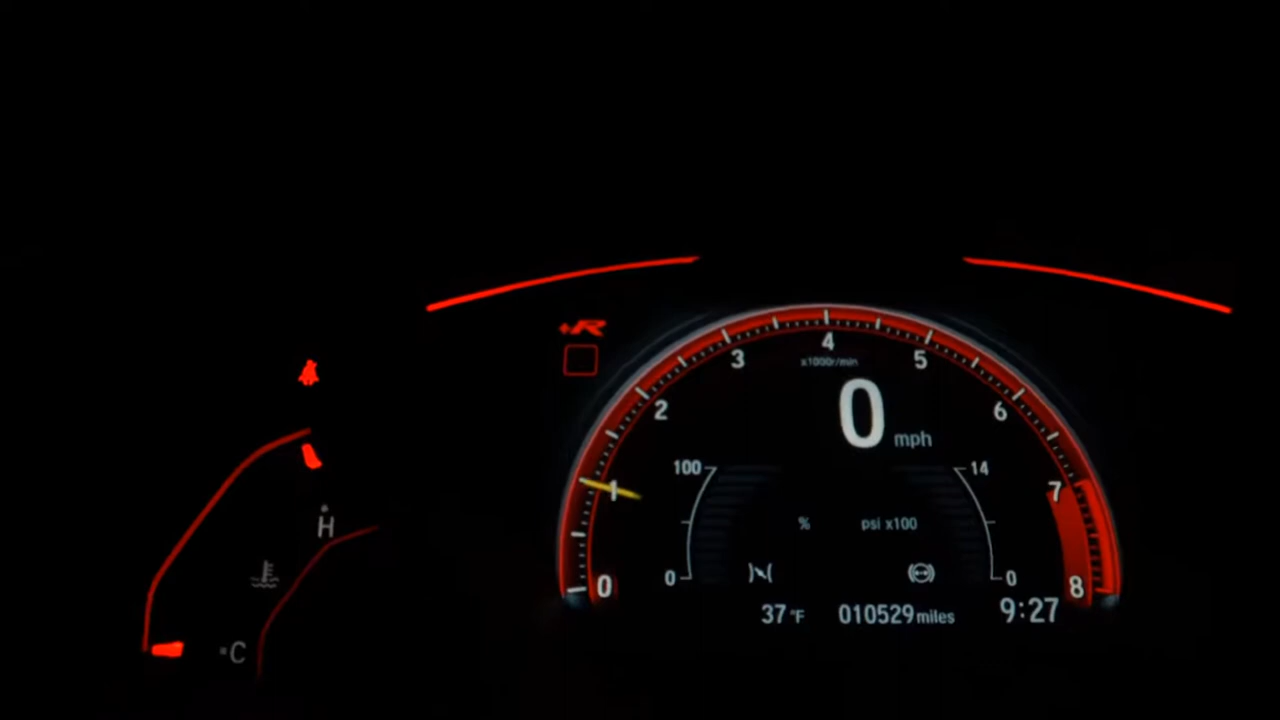 +R
4
3 5
x1000r/min
2 6
0 mph
100 14
1 7
H
% psi x100
0 0
0 8
37°F 010529 miles 9:27
C